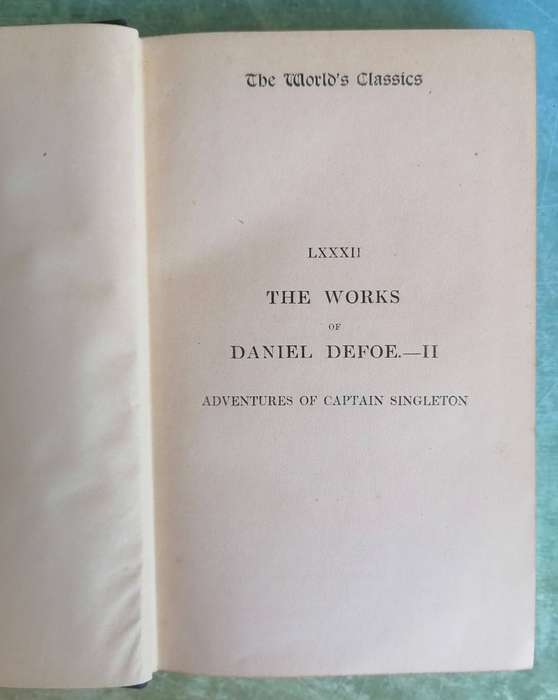 The World's Classics
LXXXII
THE WORKS
OF
DANIEL DEFOE.—II
ADVENTURES OF CAPTAIN SINGLETON